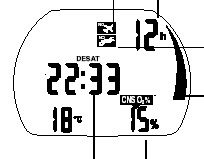 12h
DESAT
22:33
CNS O₂%
18°C
15%